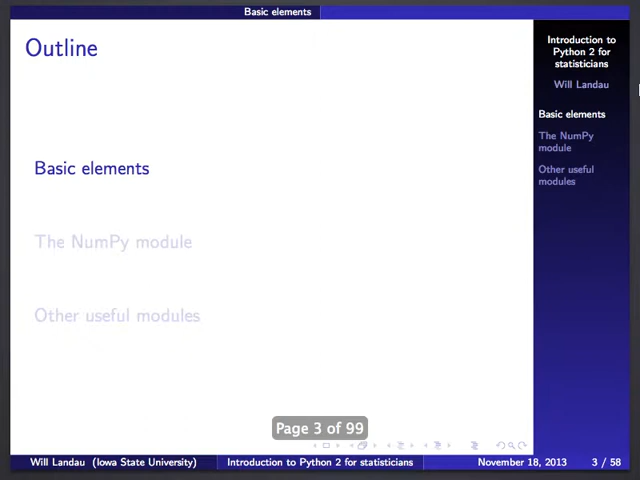 Basic elements
Outline
Basic elements
The NumPy module
Other useful modules
Introduction to
Python 2 for
statisticians
Will Landau
Basic elements
The NumPy
module
Other useful
modules
Page 3 of 99
Will Landau (Iowa State University)
Introduction to Python 2 for statisticians
November 18, 2013
3 / 58